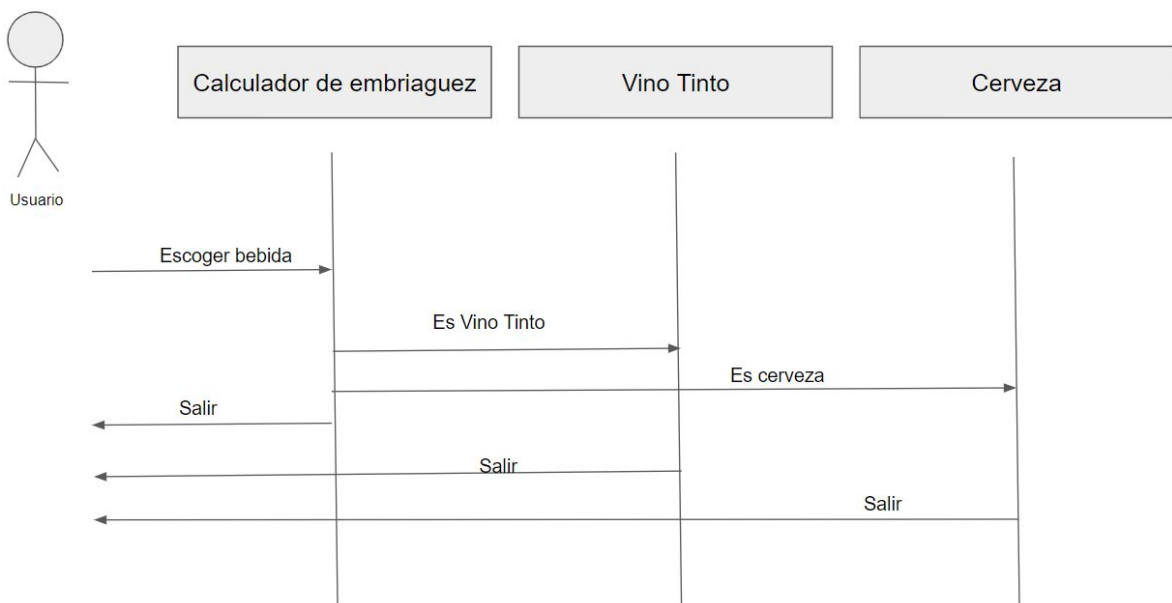 Calculador de embriaguez
Vino Tinto
Cerveza
Usuario
Escoger bebida
Es Vino Tinto
Es cerveza
Salir
Salir
Salir